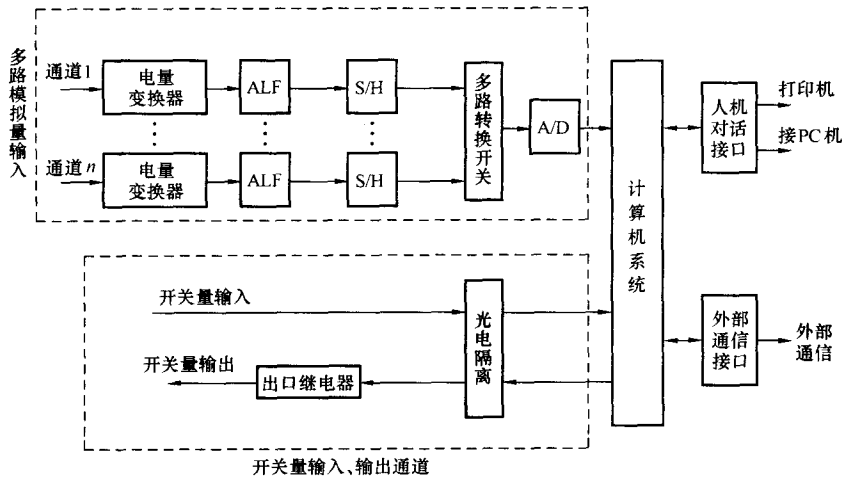 多路模拟量输入
通道1
电量
变换器
ALF
S/H
通道n
电量
变换器
ALF
S/H
多路转换开关
A/D
计算机系统
人机
对话
接口
打印机
接PC机
外部
通信
接口
外部
通信
开关量输入
开关量输出
出口继电器
光电隔离
开关量输入、输出通道